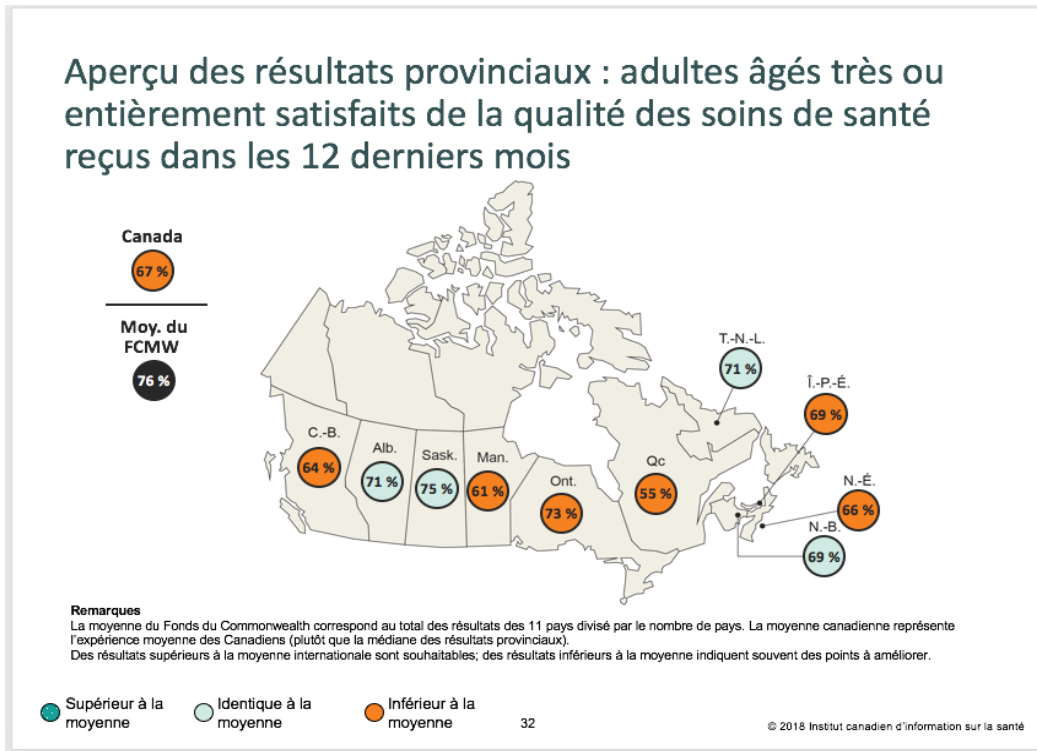 Aperçu des résultats provinciaux : adultes âgés très ou
entièrement satisfaits de la qualité des soins de santé
reçus dans les 12 derniers mois
Canada
67 %
Moy. du
FCMW
76 %
C.-B.
64 %
Alb.
71 %
Sask.
75 %
Man.
61 %
Ont.
73 %
Qc
55 %
T.-N.-L.
71 %
Î.-P.-É.
69 %
N.-É.
66 %
N.-B.
69 %
Remarques
La moyenne du Fonds du Commonwealth correspond au total des résultats des 11 pays divisé par le nombre de pays. La moyenne canadienne représente
l'expérience moyenne des Canadiens (plutôt que la médiane des résultats provinciaux).
Des résultats supérieurs à la moyenne internationale sont souhaitables; des résultats inférieurs à la moyenne indiquent souvent des points à améliorer.
Supérieur à la
moyenne
Identique à la
moyenne
Inférieur à la
moyenne
32
© 2018 Institut canadien d'information sur la santé